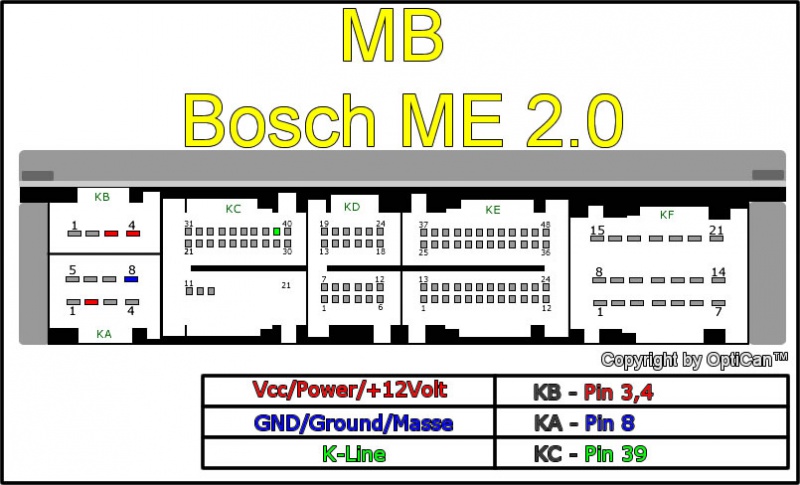 MB
Bosch ME 2.0
KB
1 4
5 8
1 4
KA
KC
31 40
21 30
11 21
KD
19 24
13 18
7 12
1 6
KE
37 48
25 36
13 24
1 12
KF
15 21
8 14
1 7
Copyright by OptiCan™
Vcc/Power/+12Volt KB - Pin 3,4
GND/Ground/Masse KA - Pin 8
K-Line KC - Pin 39